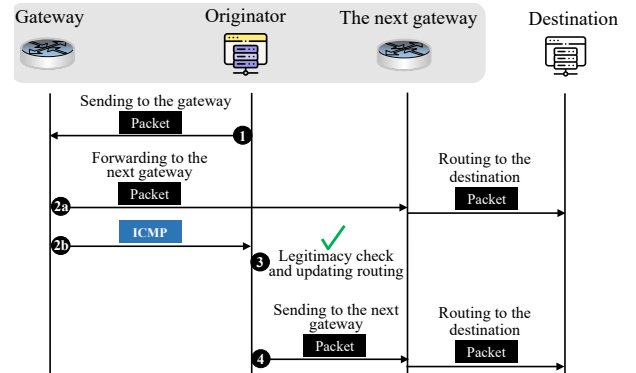 Gateway
Originator
The next gateway
Destination
Sending to the gateway
Packet
1
Forwarding to the
next gateway
Packet
2a
Routing to the
destination
Packet
ICMP
2b
3
Legitimacy check
and updating routing
Sending to the next
gateway
Packet
4
Routing to the
destination
Packet